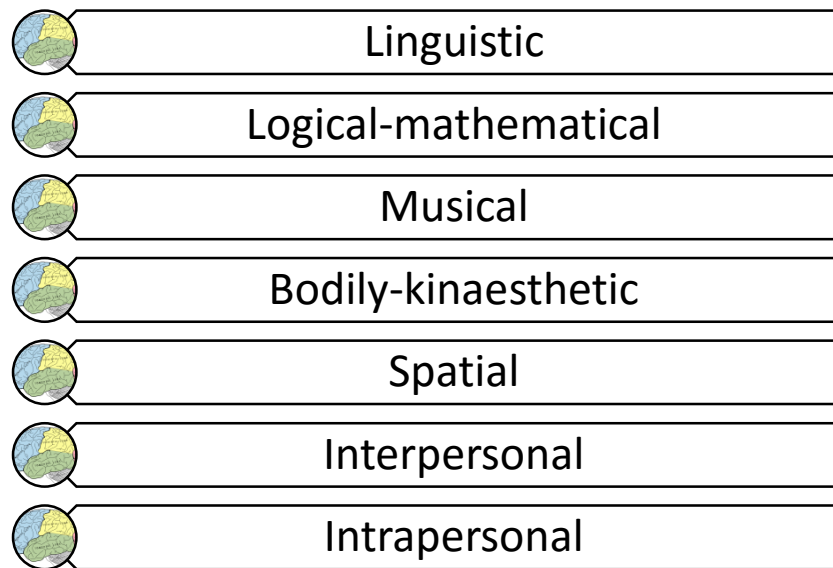 Linguistic
Logical-mathematical
Musical
Bodily-kinaesthetic
Spatial
Interpersonal
Intrapersonal